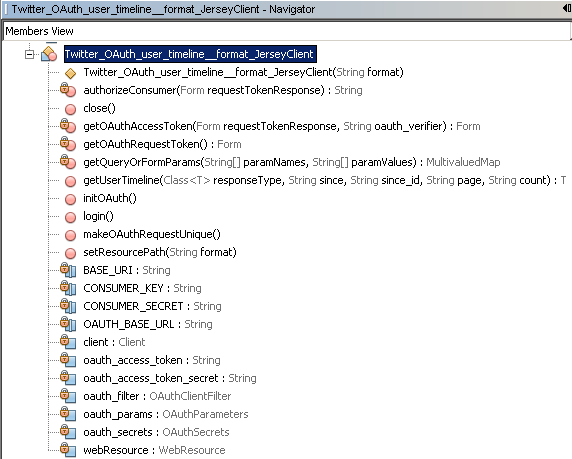 Twitter_OAuth_user_timeline__format_JerseyClient - Navigator
Members View
Twitter_OAuth_user_timeline__format_JerseyClient
Twitter_OAuth_user_timeline__format_JerseyClient(String format)
authorizeConsumer(Form requestTokenResponse) : String
close()
getOAuthAccessToken(Form requestTokenResponse, String oauth_verifier) : Form
getOAuthRequestToken() : Form
getQueryOrFormParams(String[] paramNames, String[] paramValues) : MultivaluedMap
getUserTimeline(Class<T> responseType, String since, String since_id, String page, String count) : T
initOAuth()
login()
makeOAuthRequestUnique()
setResourcePath(String format)
BASE_URI : String
CONSUMER_KEY : String
CONSUMER_SECRET : String
OAUTH_BASE_URL : String
client : Client
oauth_access_token : String
oauth_access_token_secret : String
oauth_filter : OAuthClientFilter
oauth_params : OAuthParameters
oauth_secrets : OAuthSecrets
webResource : WebResource